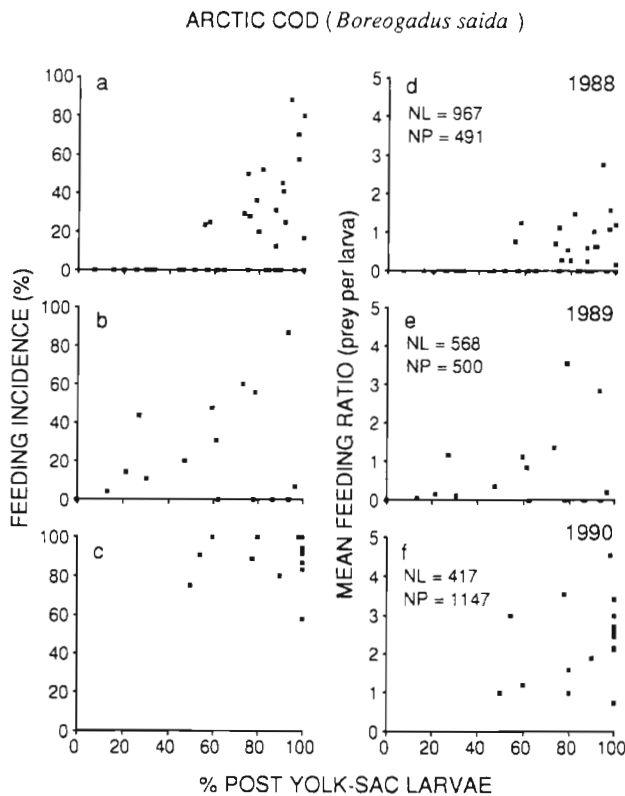 ARCTIC COD (Boreogadus saida)
a
100
80
60
40
20
0
d
1988
NL = 967
NP = 491
5
4
3
2
1
0
b
100
80
60
40
20
0
e
1989
NL = 568
NP = 500
5
4
3
2
1
0
c
100
80
60
40
20
0
f
1990
NL = 417
NP = 1147
5
4
3
2
1
0
FEEDING INCIDENCE (%)
MEAN FEEDING RATIO (prey per larva)
0 20 40 60 80 100
0 20 40 60 80 100
% POST YOLK-SAC LARVAE